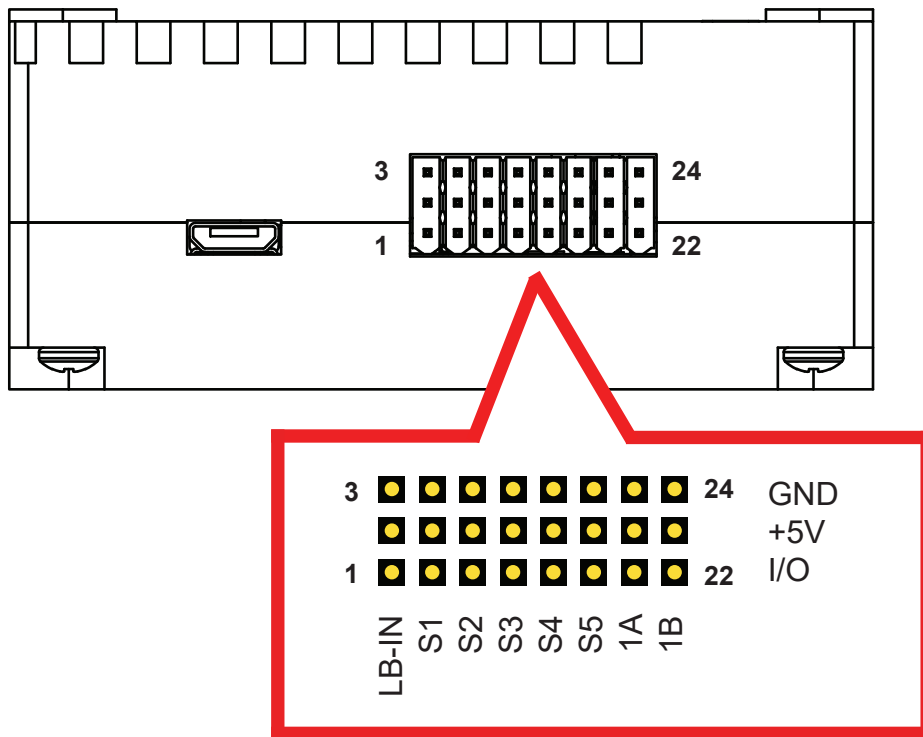 3 24
1 22
3 24 GND
+5V
1 22 I/O
LB-IN S1 S2 S3 S4 S5 1A 1B